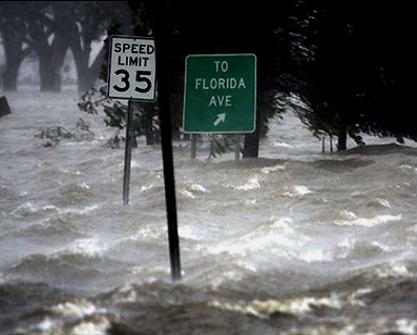 SPEED
LIMIT
35
TO
FLORIDA
AVE